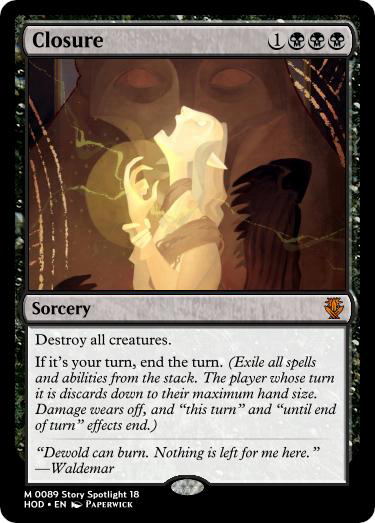 Closure 1
Sorcery
Destroy all creatures.
If it's your turn, end the turn. (Exile all spells
and abilities from the stack. The player whose turn
it is discards down to their maximum hand size.
Damage wears off, and “this turn” and “until end
of turn” effects end.)
“Dewold can burn. Nothing is left for me here.”
—Waldemar
M 0089 Story Spotlight 18
HOD • EN Paperwick